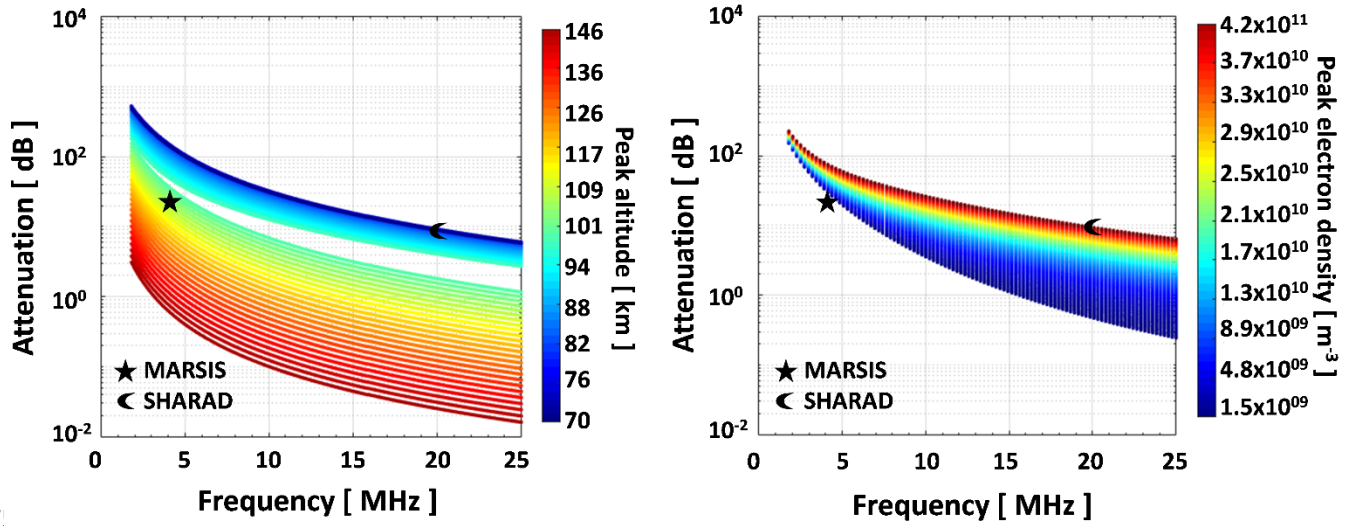 10⁴
10²
10⁰
10⁻²
Attenuation [ dB ]
0 5 10 15 20 25
Frequency [ MHz ]
MARSIS
SHARAD
146
136
126
117
109
101
94
88
82
76
70
Peak altitude [ km ]
10⁴
10²
10⁰
10⁻²
Attenuation [ dB ]
0 5 10 15 20 25
Frequency [ MHz ]
MARSIS
SHARAD
4.2x10¹¹
3.7x10¹⁰
3.3x10¹⁰
2.9x10¹⁰
2.5x10¹⁰
2.1x10¹⁰
1.7x10¹⁰
1.3x10¹⁰
8.9x10⁰⁹
4.8x10⁰⁹
1.5x10⁰⁹
Peak electron density [ m⁻³ ]